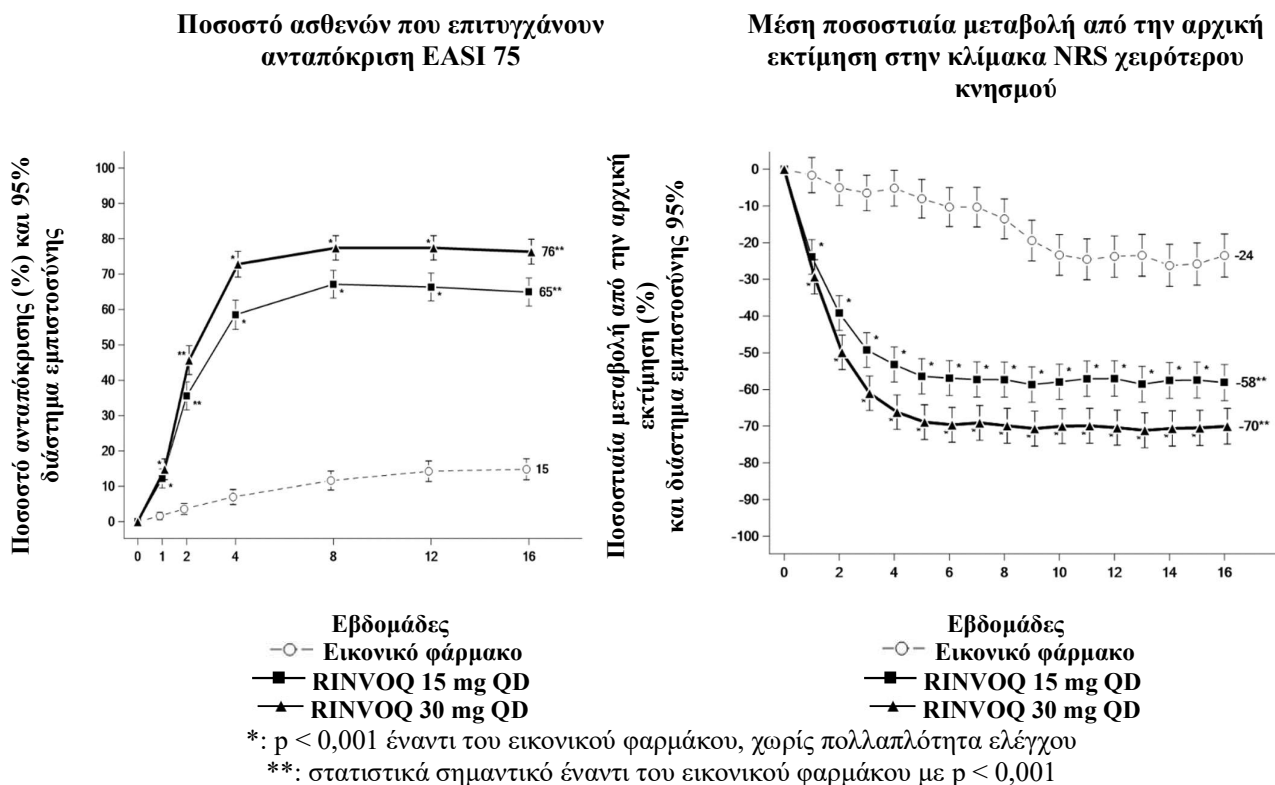 Ποσοστό ασθενών που επιτυγχάνουν
ανταπόκριση EASI 75
Ποσοστό ανταπόκρισης (%) και 95%
διάστημα εμπιστοσύνης
100
90
80
70
60
50
40
30
20
10
0
0 1 2 4 8 12 16
76**
65**
15
Εβδομάδες
Εικονικό φάρμακο
RINVOQ 15 mg QD
RINVOQ 30 mg QD
Μέση ποσοστιαία μεταβολή από την αρχική
εκτίμηση στην κλίμακα NRS χειρότερου
κνησμού
Ποσοστιαία μεταβολή από την αρχική
εκτίμηση (%)
και διάστημα εμπιστοσύνης 95%
0
-10
-20
-30
-40
-50
-60
-70
-80
-90
-100
0 2 4 6 8 10 12 14 16
-24
-58**
-70**
Εβδομάδες
Εικονικό φάρμακο
RINVOQ 15 mg QD
RINVOQ 30 mg QD
*: p < 0,001 έναντι του εικονικού φαρμάκου, χωρίς πολλαπλότητα ελέγχου
**: στατιστικά σημαντικό έναντι του εικονικού φαρμάκου με p < 0,001